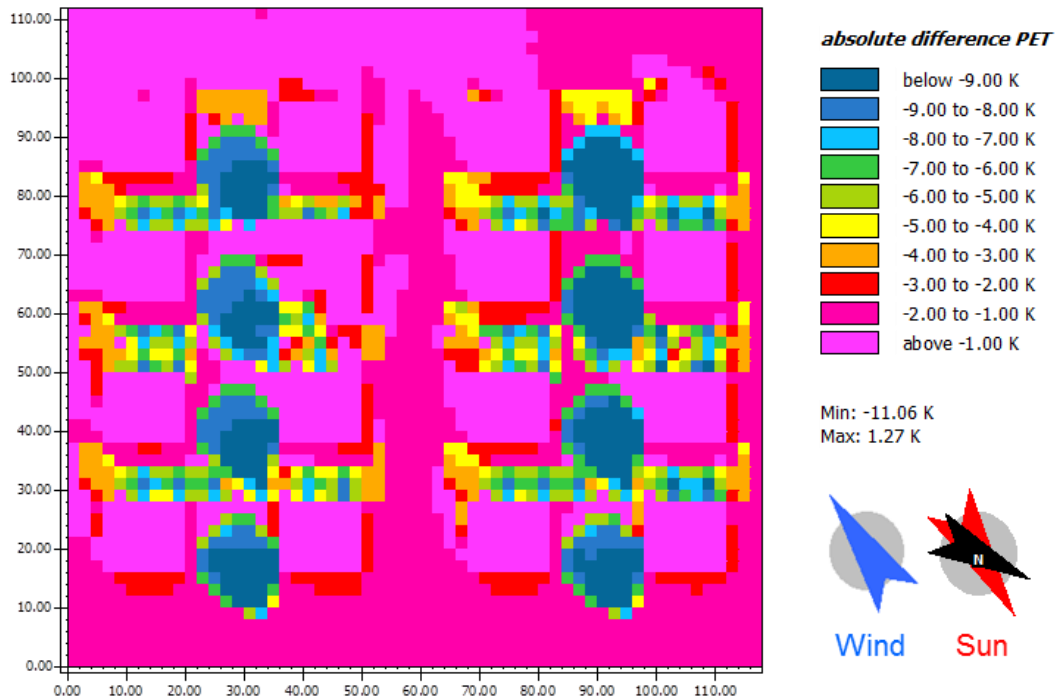 110.00
100.00
90.00
80.00
70.00
60.00
50.00
40.00
30.00
20.00
10.00
0.00
0.00 10.00 20.00 30.00 40.00 50.00 60.00 70.00 80.00 90.00 100.00 110.00
absolute difference PET
below -9.00 K
-9.00 to -8.00 K
-8.00 to -7.00 K
-7.00 to -6.00 K
-6.00 to -5.00 K
-5.00 to -4.00 K
-4.00 to -3.00 K
-3.00 to -2.00 K
-2.00 to -1.00 K
above -1.00 K
Min: -11.06 K
Max: 1.27 K
N
Wind Sun